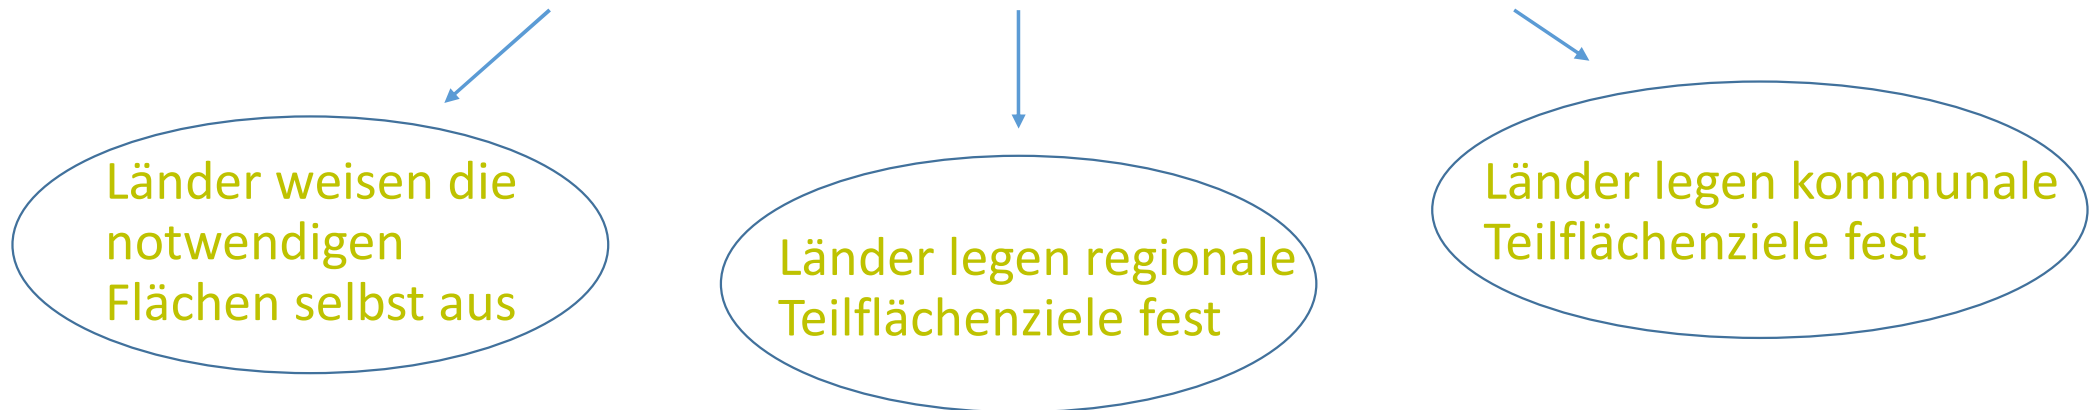 Länder weisen die
notwendigen
Flächen selbst aus
Länder legen regionale
Teilflächenziele fest
Länder legen kommunale
Teilflächenziele fest